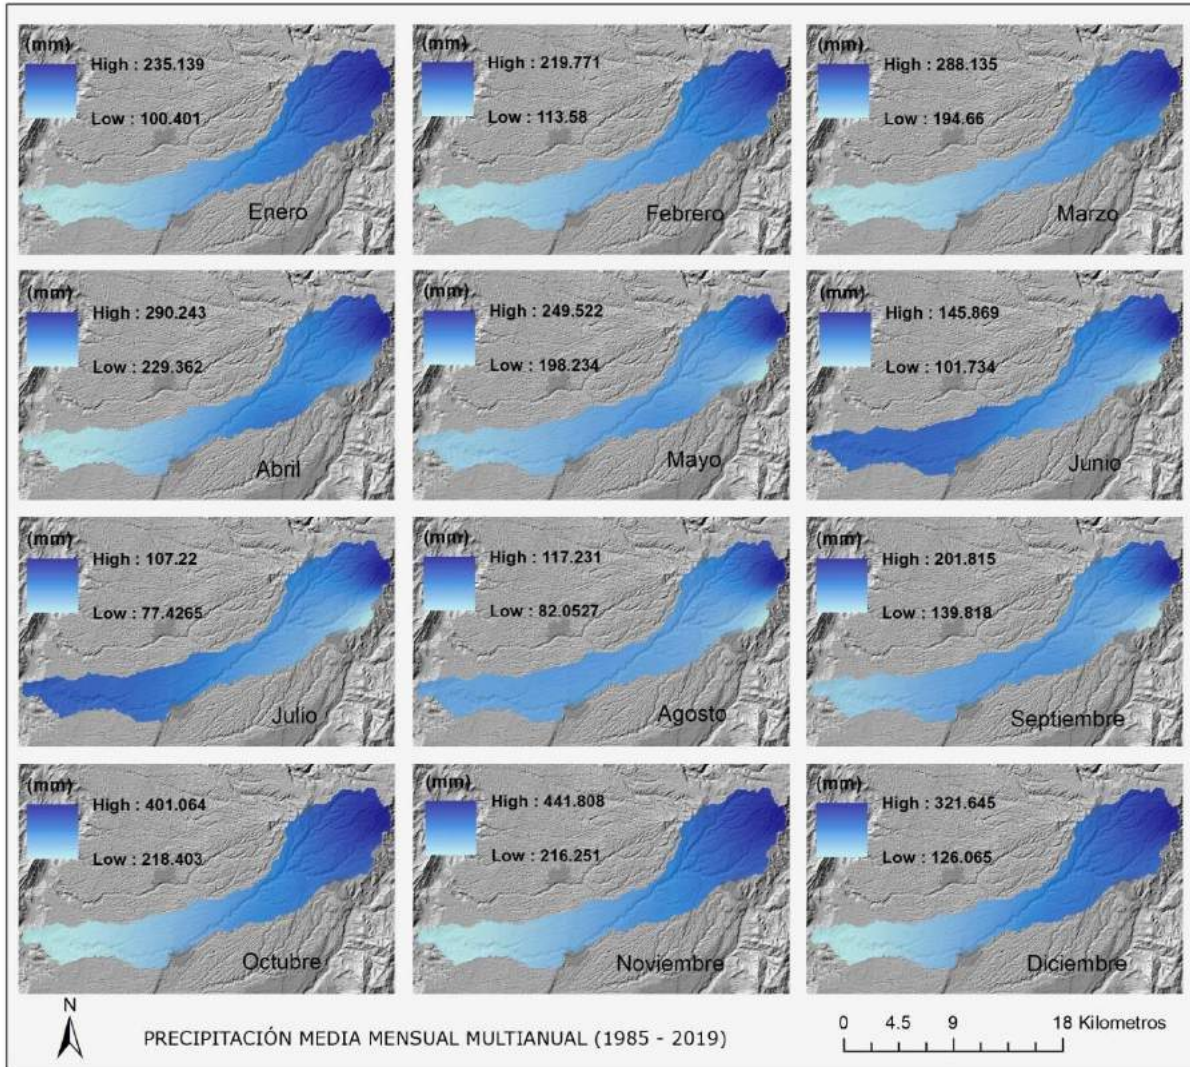 (mm)
High : 235.139
Low : 100.401
Enero
(mm)
High : 219.771
Low : 113.58
Febrero
(mm)
High : 288.135
Low : 194.66
Marzo
(mm)
High : 290.243
Low : 229.362
Abril
(mm)
High : 249.522
Low : 198.234
Mayo
(mm)
High : 145.869
Low : 101.734
Junio
(mm)
High : 107.22
Low : 77.4265
Julio
(mm)
High : 117.231
Low : 82.0527
Agosto
(mm)
High : 201.815
Low : 139.818
Septiembre
(mm)
High : 401.064
Low : 218.403
Octubre
(mm)
High : 441.808
Low : 216.251
Noviembre
(mm)
High : 321.645
Low : 126.065
Diciembre
N
PRECIPITACIÓN MEDIA MENSUAL MULTIANUAL (1985 - 2019)
0 4.5 9 18 Kilometros